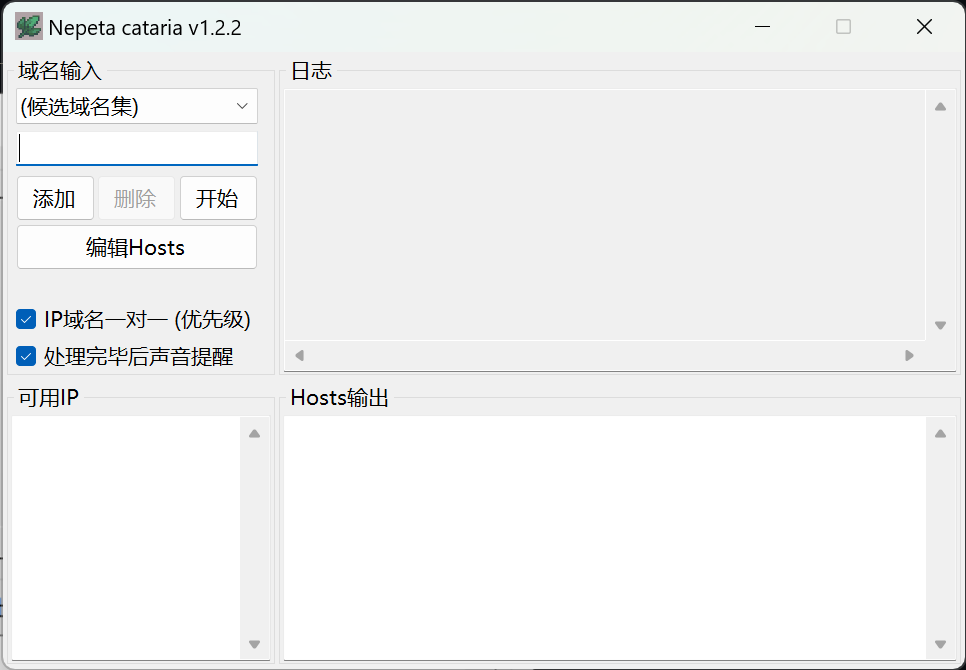 Nepeta cataria v1.2.2
域名输入
(候选域名集)
添加 删除 开始
编辑Hosts
IP域名一对一 (优先级)
处理完毕后声音提醒
日志
可用IP
Hosts输出